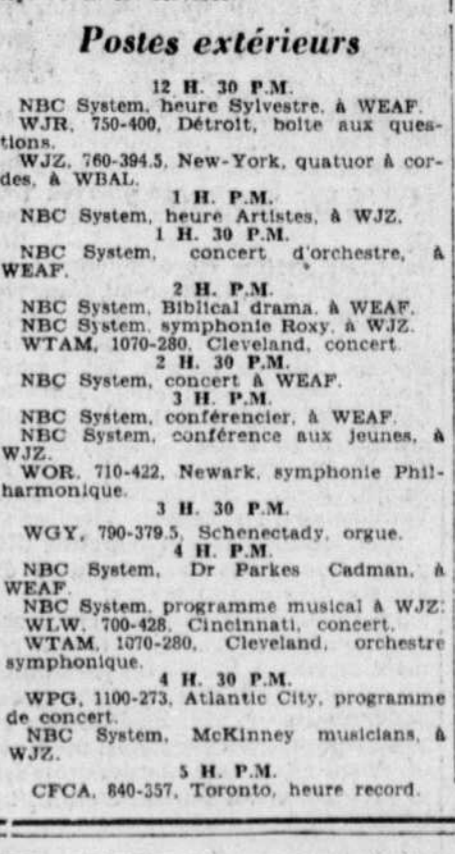 Postes extérieurs
12 H. 30 P.M.
NBC System, heure Sylvestre, à WEAF.
WJR, 750-400, Détroit, boîte aux ques-
tions.
WJZ, 760-394.5, New-York, quatuor à cor-
des, à WBAL.
1 H. P.M.
NBC System, heure Artistes, à WJZ.
1 H. 30 P.M.
NBC System, concert d'orchestre, à
WEAF.
2 H. P.M.
NBC System, Biblical drama, à WEAF.
NBC System, symphonie Roxy, à WJZ.
WTAM, 1070-280, Cleveland, concert.
2 H. 30 P.M.
NBC System, concert à WEAF.
3 H. P.M.
NBC System, conférencier, à WEAF.
NBC System, conférence aux jeunes, à
WJZ.
WOR, 710-422, Newark, symphonie Phil-
harmonique.
3 H. 30 P.M.
WGY, 790-379.5, Schenectady, orgue.
4 H. P.M.
NBC System, Dr Parkes Cadman, à
WEAF.
NBC System, programme musical à WJZ.
WLW, 700-428, Cincinnati, concert.
WTAM, 1070-280, Cleveland, orchestre
symphonique.
4 H. 30 P.M.
WPG, 1100-273, Atlantic City, programme
de concert.
NBC System, McKinney musicians, à
WJZ.
5 H. P.M.
CFCA, 840-357, Toronto, heure record.